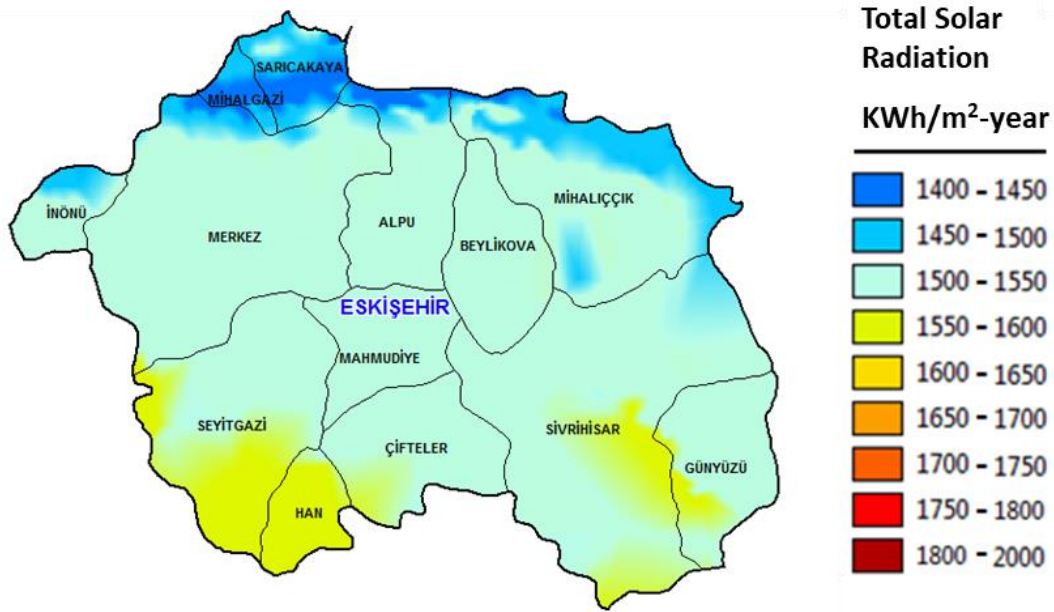 SARICAKAYA
MİHALGAZİ
İNÖNÜ
MERKEZ
ALPU
BEYLİKOVA
MİHALIÇÇIK
ESKİŞEHİR
MAHMUDİYE
SEYİTGAZİ
ÇİFTELER
SİVRİHİSAR
GÜNYÜZÜ
HAN
Total Solar
Radiation
KWh/m²-year
1400 - 1450
1450 - 1500
1500 - 1550
1550 - 1600
1600 - 1650
1650 - 1700
1700 - 1750
1750 - 1800
1800 - 2000